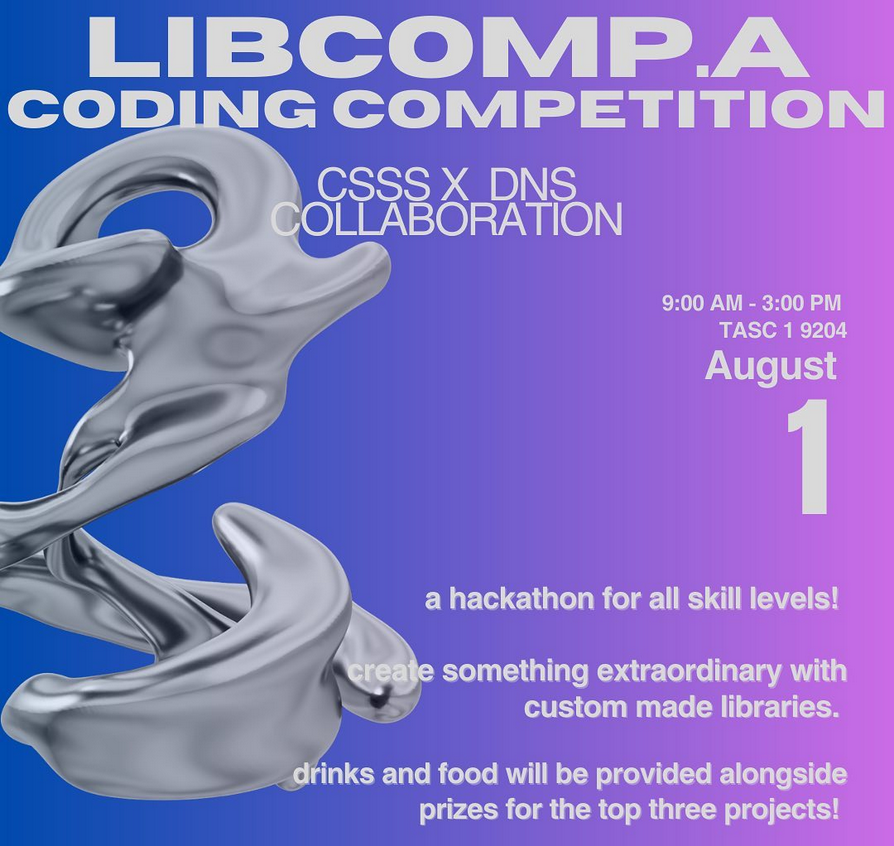 LIBCOMP.A
CODING COMPETITION
CSSS X DNS
COLLABORATION
9:00 AM - 3:00 PM
TASC 1 9204
August
1
a hackathon for all skill levels!
create something extraordinary with
custom made libraries.
drinks and food will be provided alongside
prizes for the top three projects!